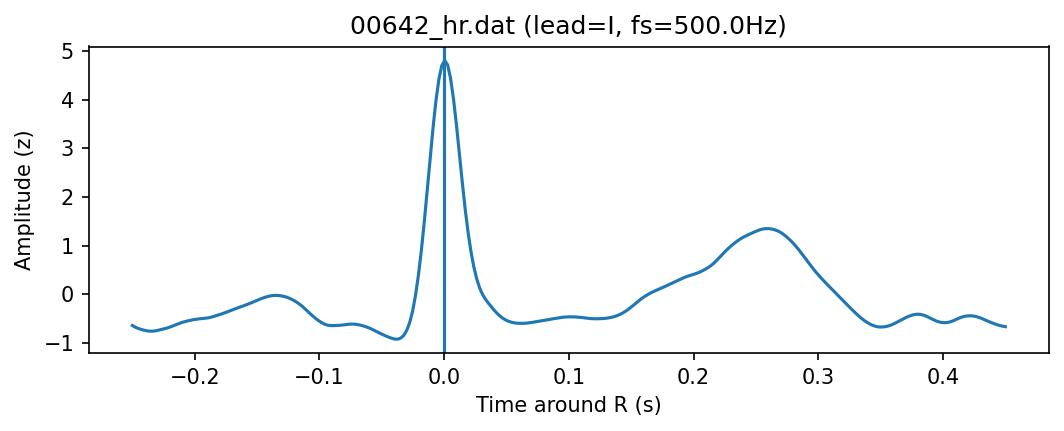 00642_hr.dat (lead=I, fs=500.0Hz)
Amplitude (z)
5
4
3
2
1
0
−1
−0.2 −0.1 0.0 0.1 0.2 0.3 0.4
Time around R (s)